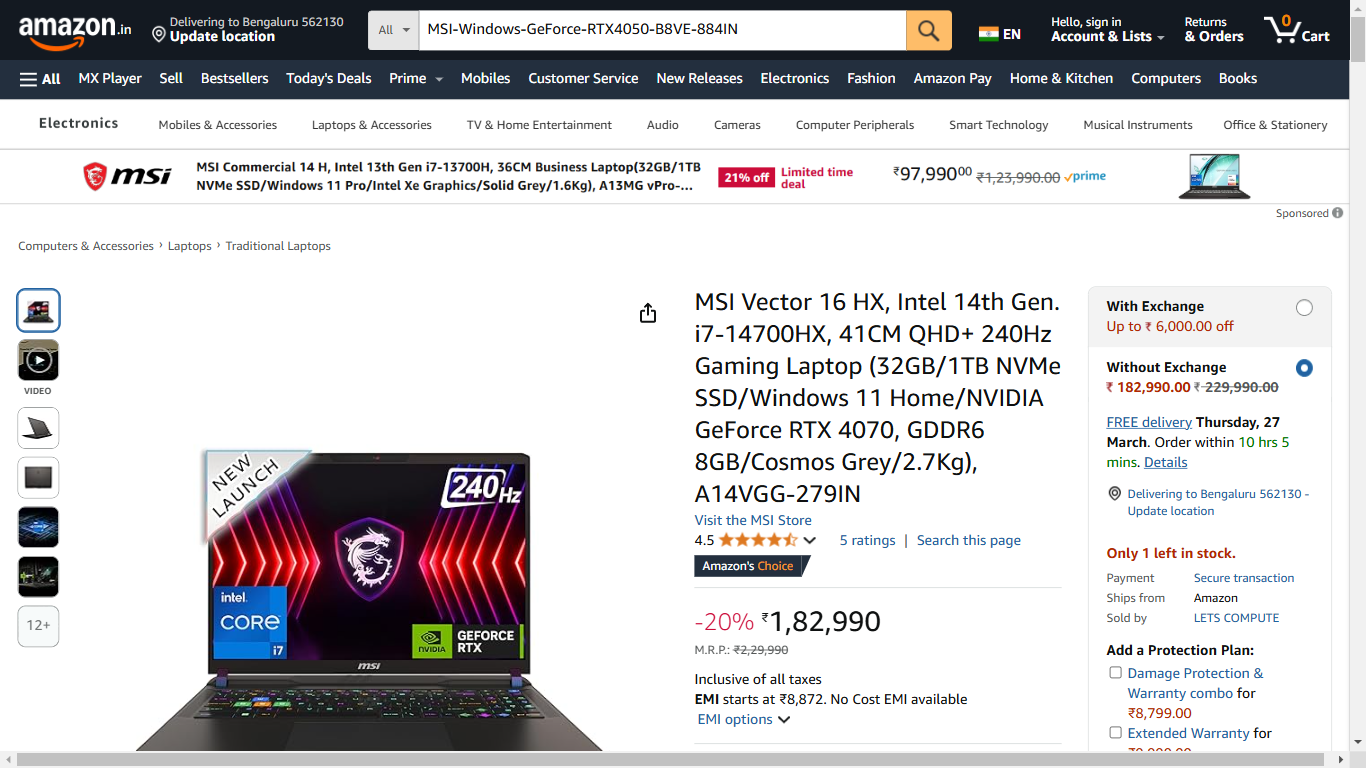 amazon.in
Delivering to Bengaluru 562130
Update location
All
MSI-Windows-GeForce-RTX4050-B8VE-884IN
EN
Hello, sign in
Account & Lists
Returns
& Orders
0
Cart
All
MX Player
Sell
Bestsellers
Today's Deals
Prime
Mobiles
Customer Service
New Releases
Electronics
Fashion
Amazon Pay
Home & Kitchen
Computers
Books
Electronics
Mobiles & Accessories
Laptops & Accessories
TV & Home Entertainment
Audio
Cameras
Computer Peripherals
Smart Technology
Musical Instruments
Office & Stationery
msi
MSI Commercial 14 H, Intel 13th Gen i7-13700H, 36CM Business Laptop(32GB/1TB
NVMe SSD/Windows 11 Pro/Intel Xe Graphics/Solid Grey/1.6Kg), A13MG vPro-...
21% off
Limited time
deal
₹97,990⁰⁰ ₹1,23,990.00 prime
Sponsored
Computers & Accessories › Laptops › Traditional Laptops
VIDEO
12+
NEW
LAUNCH
240Hz
intel
CORE
i7
NVIDIA
GEFORCE
RTX
msi
MSI Vector 16 HX, Intel 14th Gen.
i7-14700HX, 41CM QHD+ 240Hz
Gaming Laptop (32GB/1TB NVMe
SSD/Windows 11 Home/NVIDIA
GeForce RTX 4070, GDDR6
8GB/Cosmos Grey/2.7Kg),
A14VGG-279IN
Visit the MSI Store
4.5
5 ratings | Search this page
Amazon's Choice
-20% ₹1,82,990
M.R.P.: ₹2,29,990
Inclusive of all taxes
EMI starts at ₹8,872. No Cost EMI available
EMI options
With Exchange
Up to ₹ 6,000.00 off
Without Exchange
₹ 182,990.00 ₹ 229,990.00
FREE delivery Thursday, 27
March. Order within 10 hrs 5
mins. Details
Delivering to Bengaluru 562130 -
Update location
Only 1 left in stock.
Payment
Secure transaction
Ships from
Amazon
Sold by
LETS COMPUTE
Add a Protection Plan:
Damage Protection &
Warranty combo for
₹8,799.00
Extended Warranty for